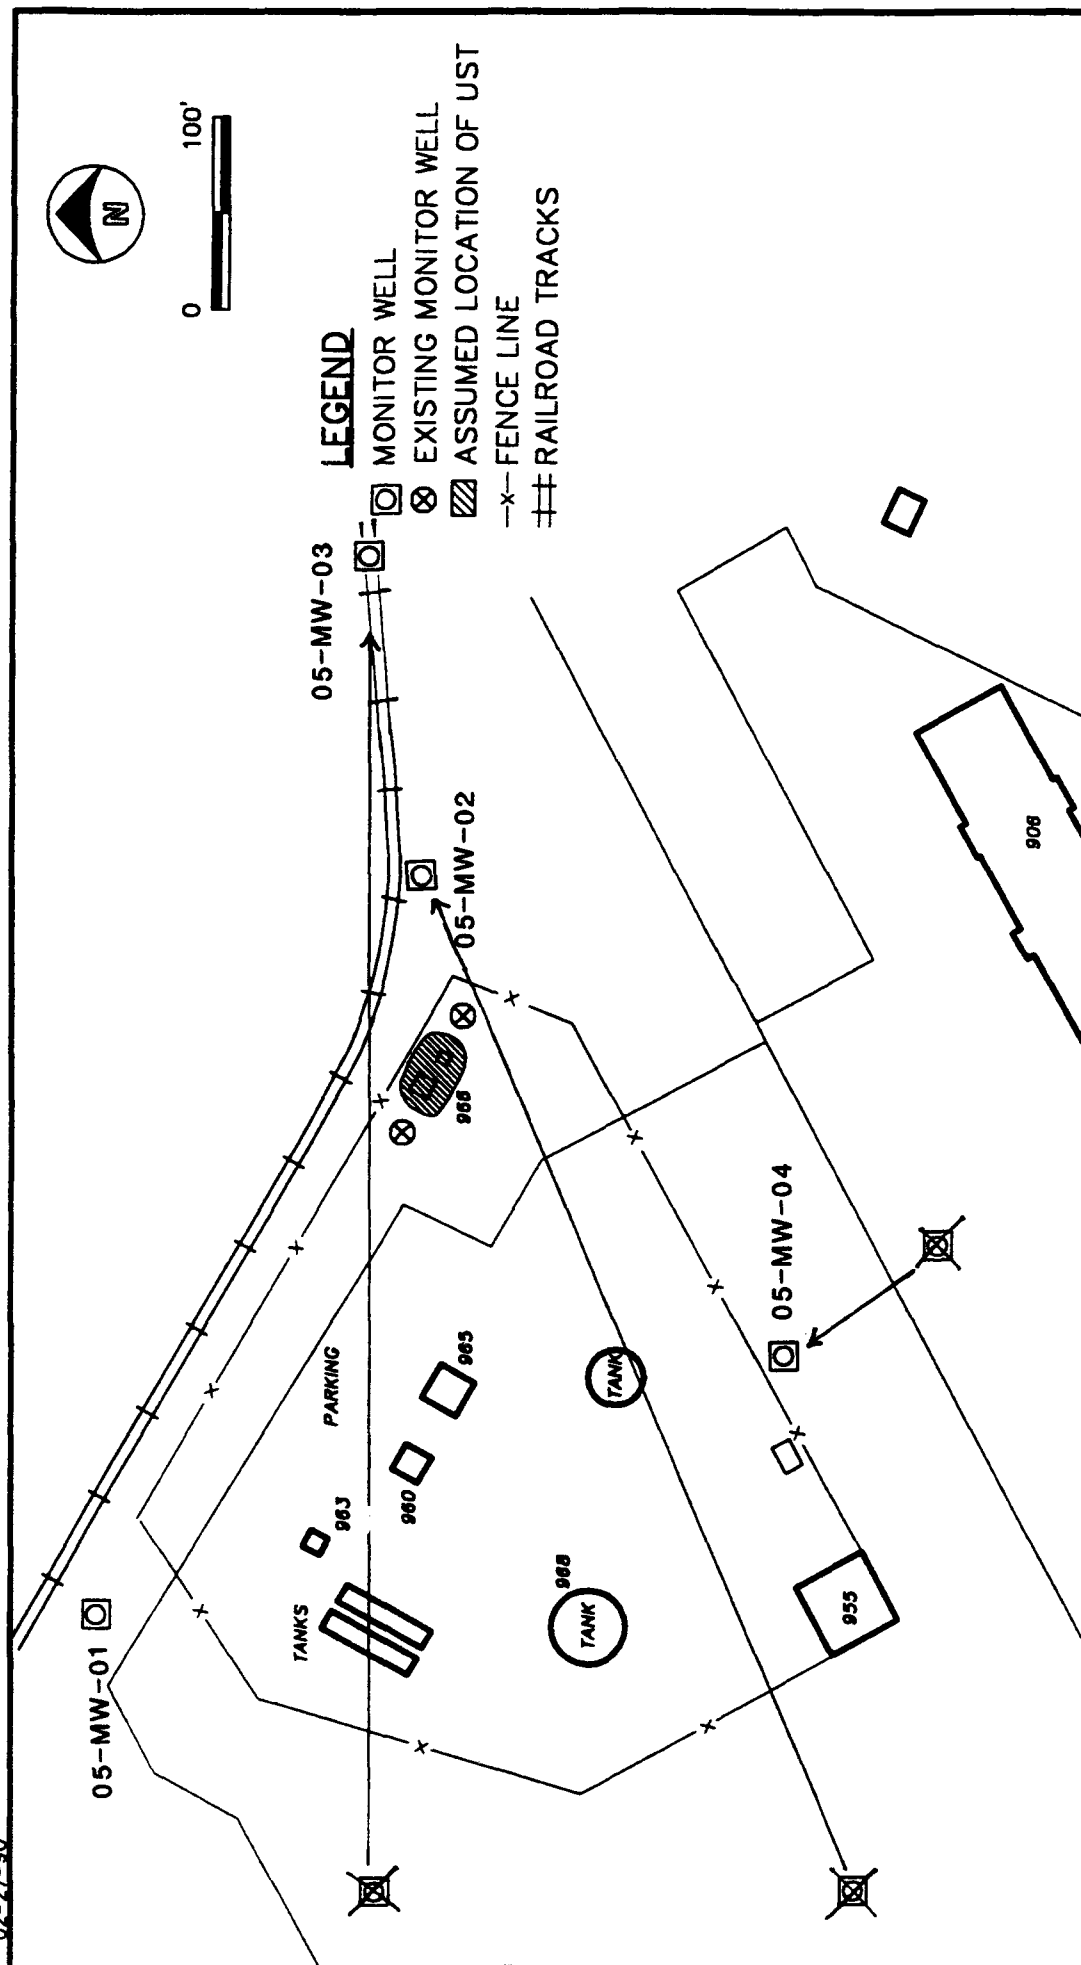 N
0 100'
LEGEND
MONITOR WELL
EXISTING MONITOR WELL
ASSUMED LOCATION OF UST
-x- FENCE LINE
RAILROAD TRACKS
05-MW-01
05-MW-02
05-MW-03
05-MW-04
TANKS
963
PARKING
960
965
966
968
TANK
TANK
955
906